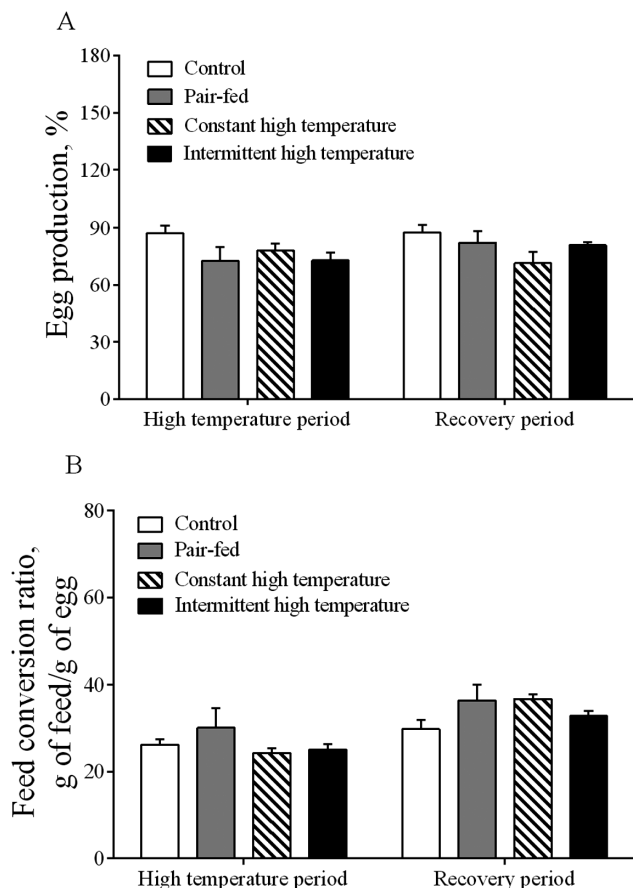 A
Egg production, %
180
150
120
90
60
30
0
Control
Pair-fed
Constant high temperature
Intermittent high temperature
High temperature period
Recovery period
B
Feed conversion ratio,
g of feed/g of egg
80
60
40
20
0
Control
Pair-fed
Constant high temperature
Intermittent high temperature
High temperature period
Recovery period